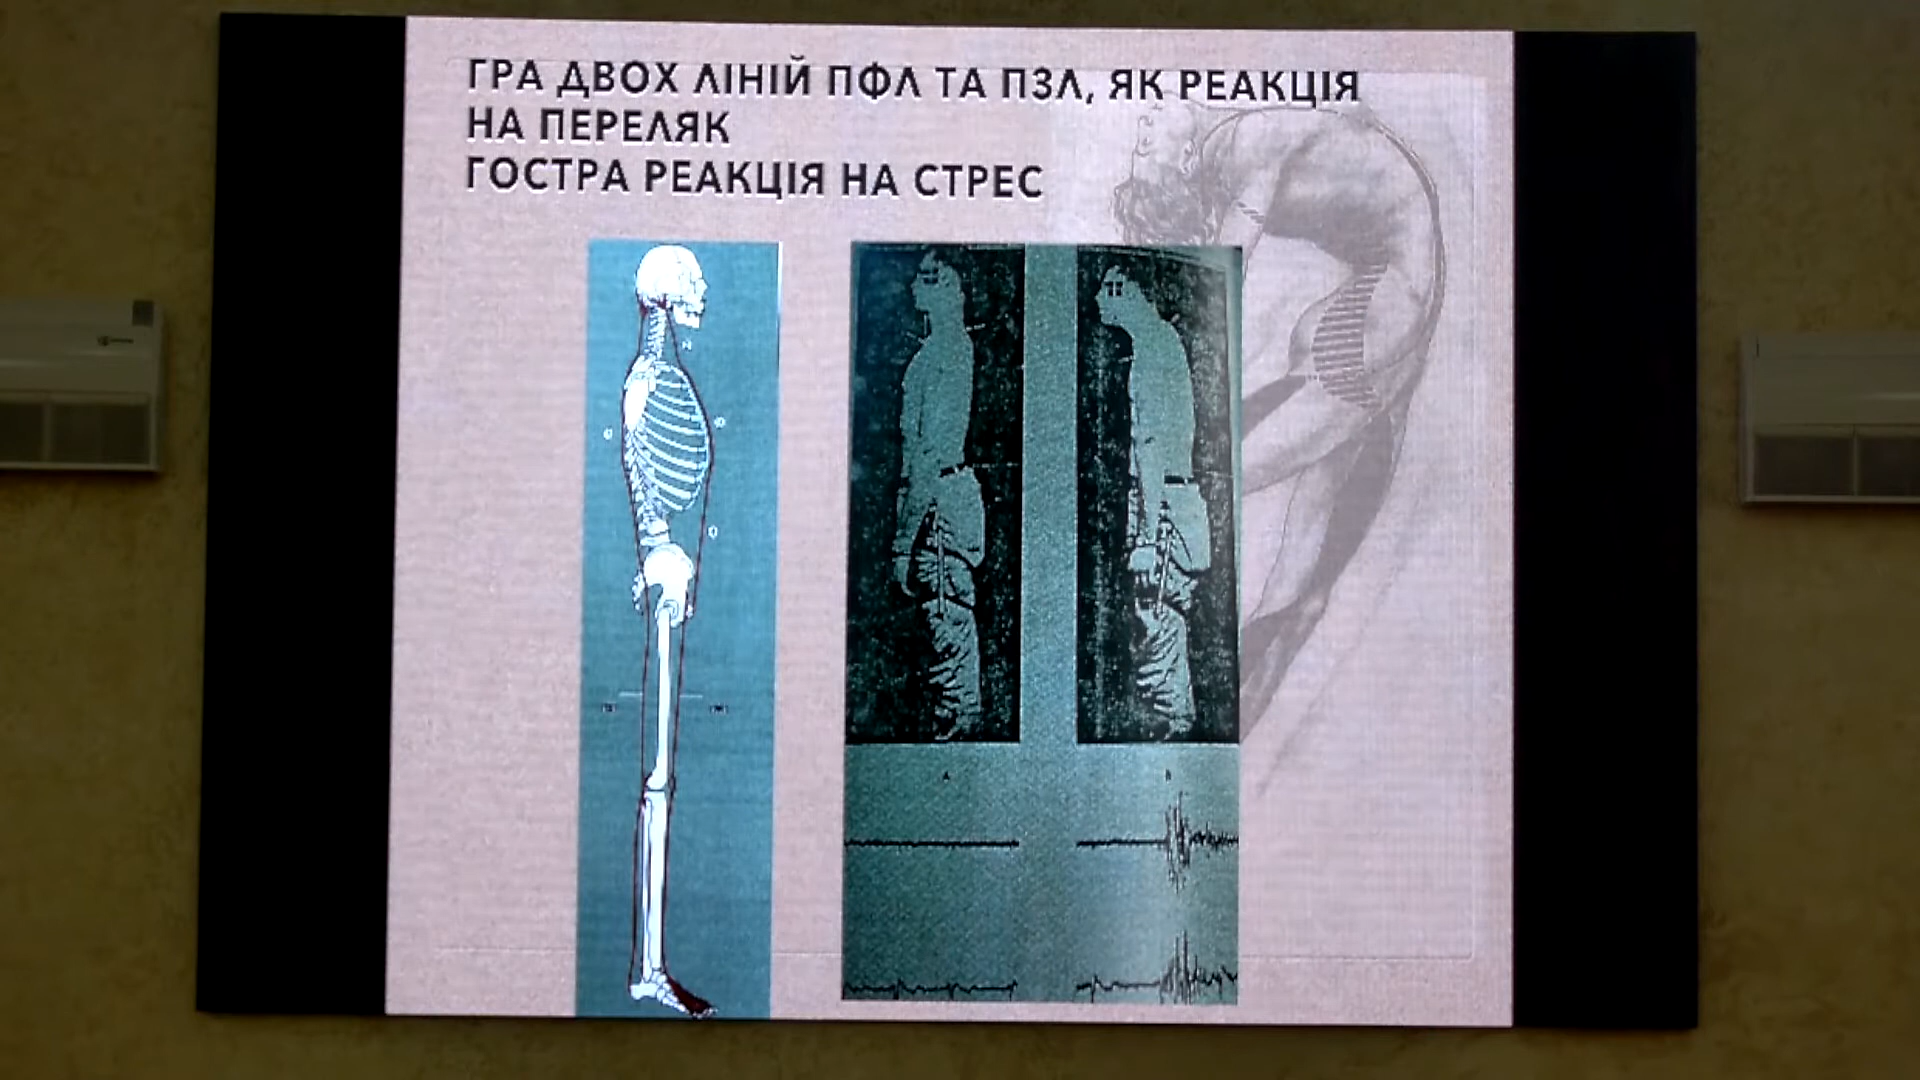 ГРА ДВОХ ЛІНІЙ ПФЛ ТА ПЗЛ, ЯК РЕАКЦІЯ
НА ПЕРЕЛЯК
ГОСТРА РЕАКЦІЯ НА СТРЕС
A
B